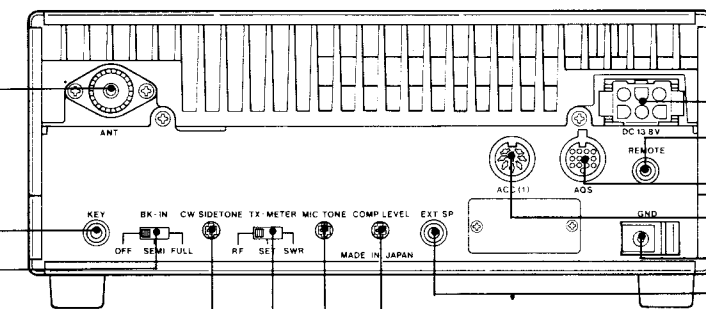 ANT
DC 13.8V
REMOTE
ACC (1)
AQS
KEY
BK-IN
CW SIDETONE
TX-METER
MIC TONE
COMP LEVEL
EXT SP
GND
OFF
SEMI
FULL
RF
SET
SWR
MADE IN JAPAN